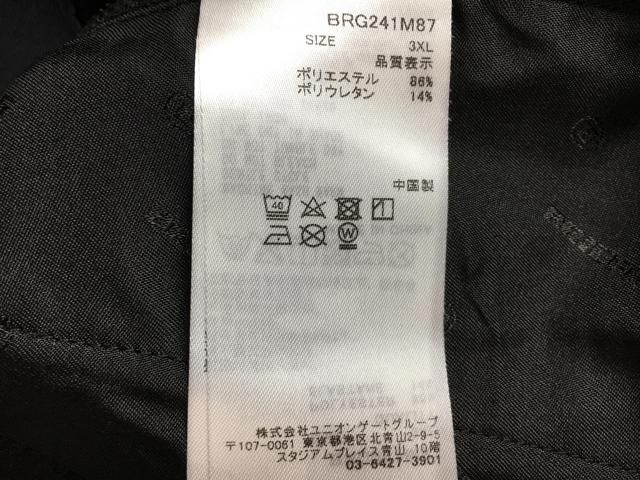 BRG241M87
SIZE 3XL
品質表示
ポリエステル 86%
ポリウレタン 14%
中国製
40
W
株式会社ユニオンゲートグループ
〒107-0061 東京都港区北青山2-9-5
スタジアムプレイス青山 10階
03-6427-3901